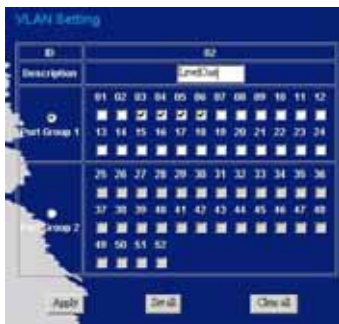 VLAN Setting
ID 02
Description LevelOne
01 02 03 04 05 06 07 08 09 10 11 12
Port Group 1
13 14 15 16 17 18 19 20 21 22 23 24
25 26 27 28 29 30 31 32 33 34 35 36
37 38 39 40 41 42 43 44 45 46 47 48
Port Group 2
49 50 51 52
Apply Set all Clear all